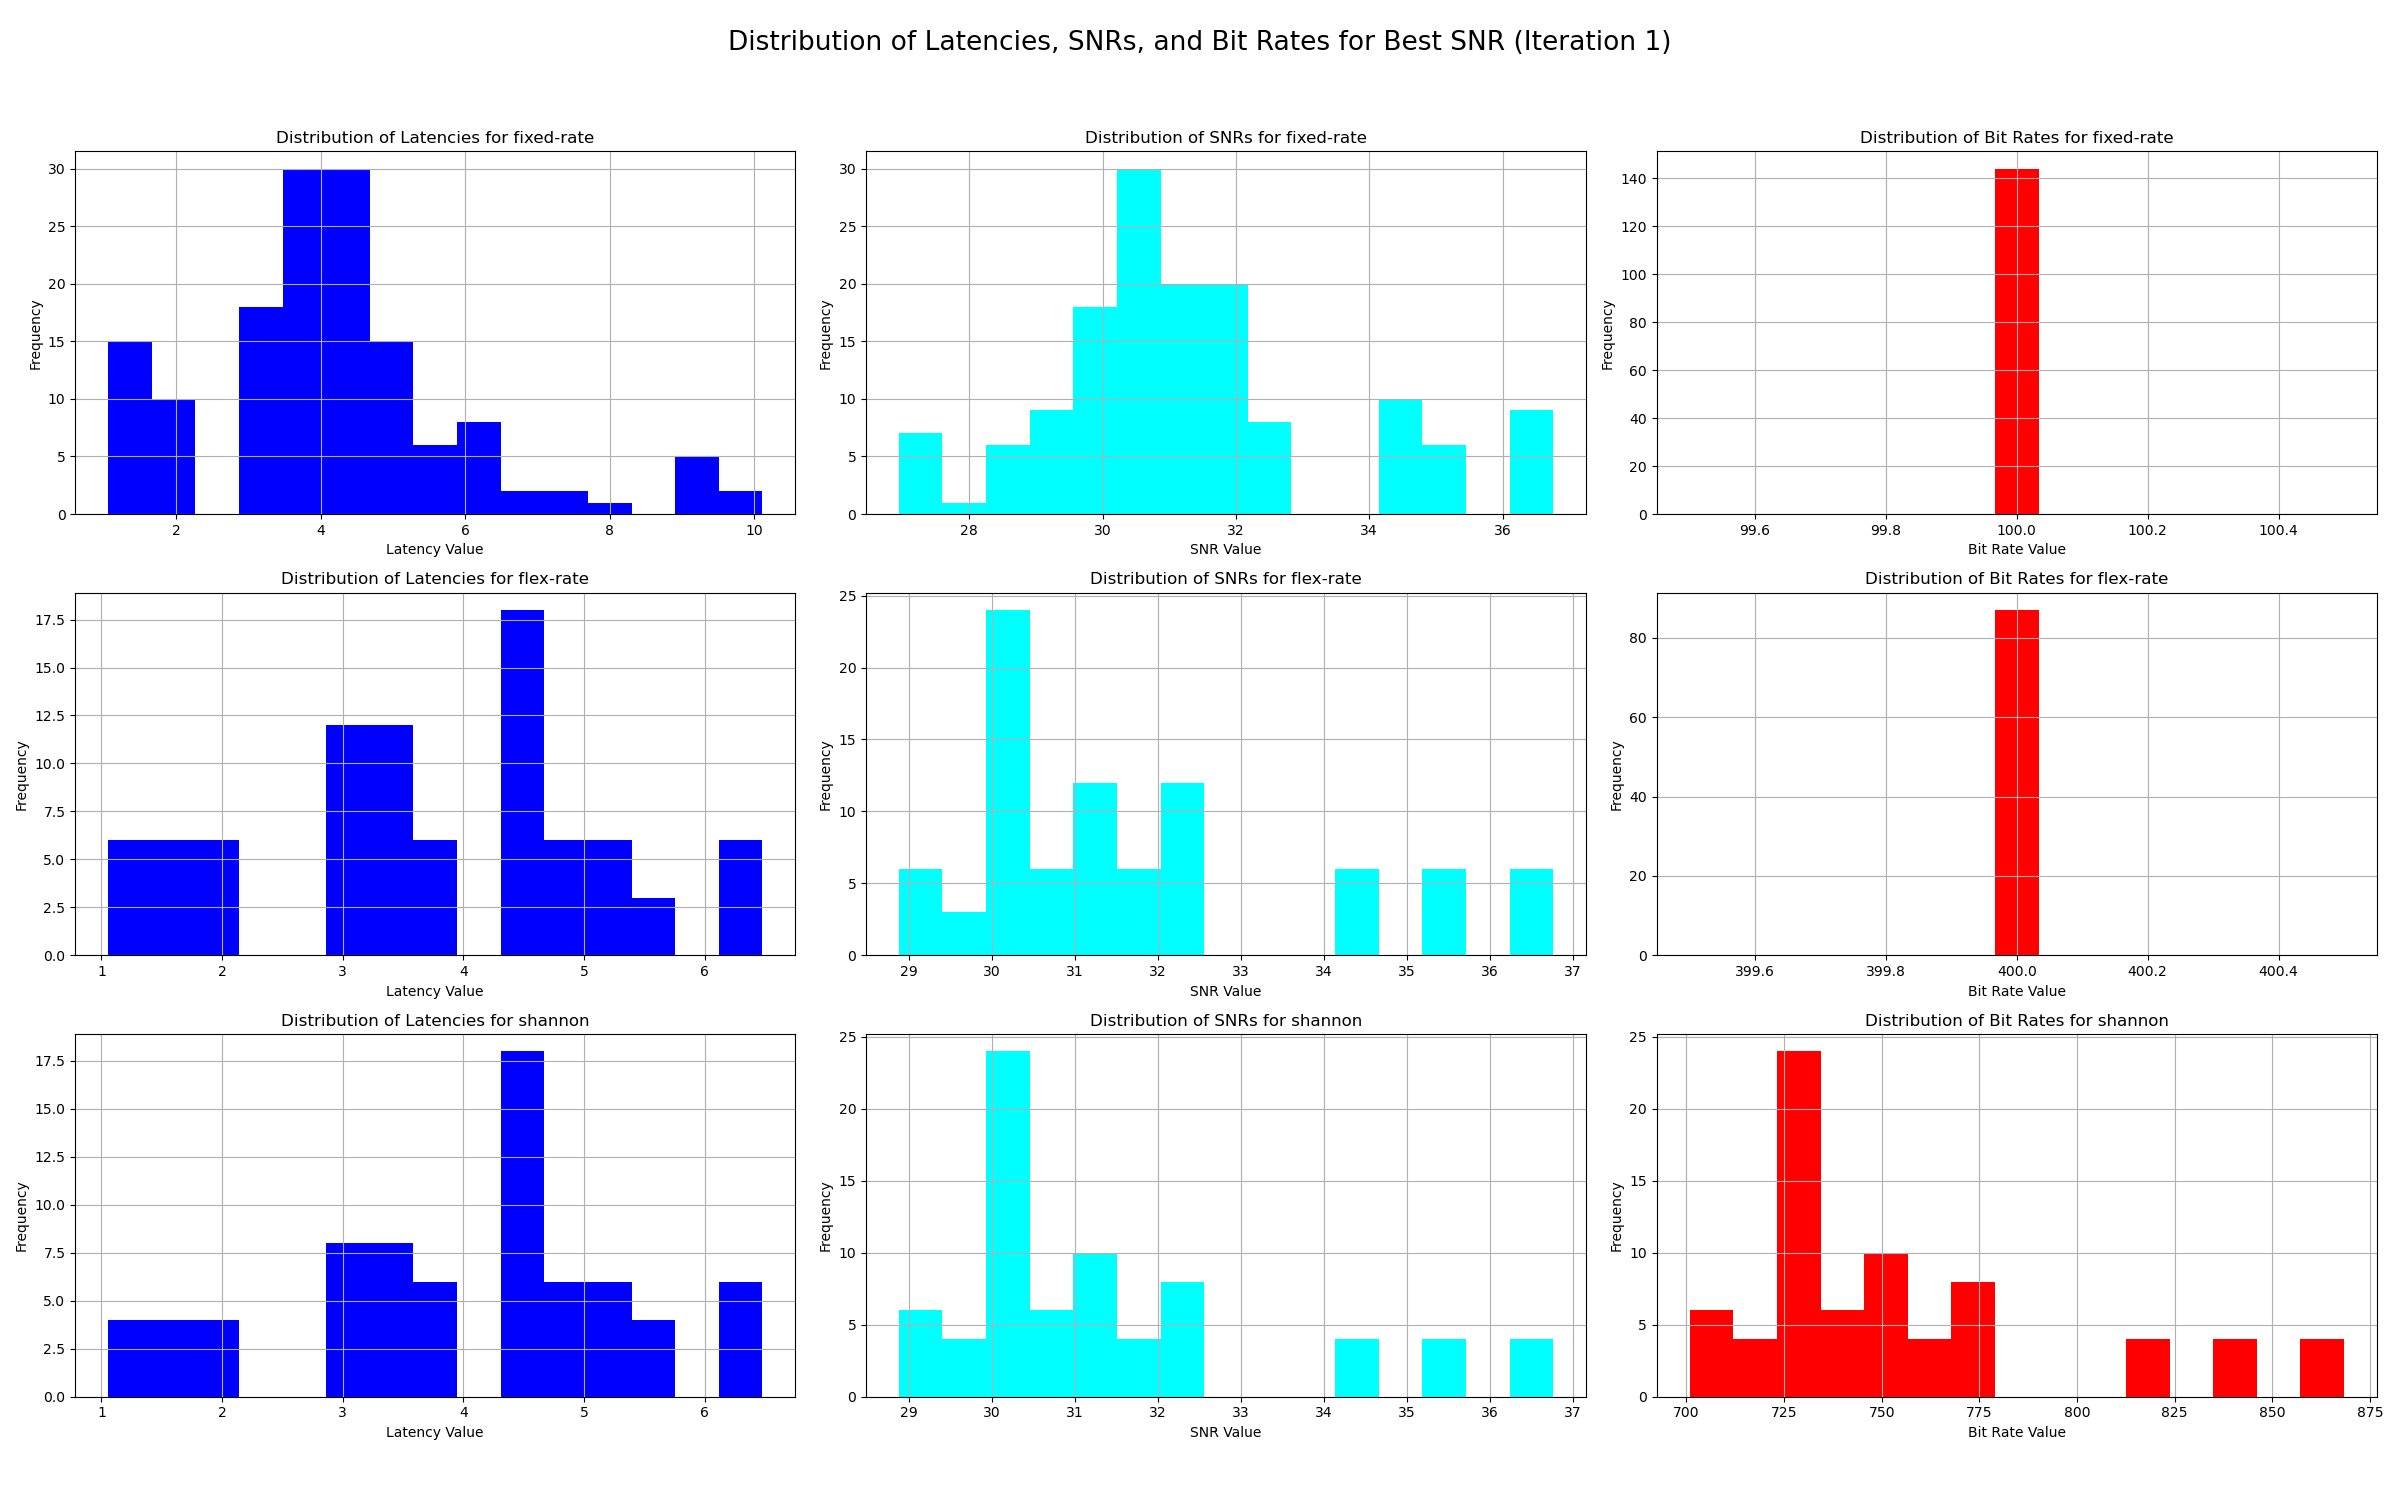 Distribution of Latencies, SNRs, and Bit Rates for Best SNR (Iteration 1)
Distribution of Latencies for fixed-rate
Frequency
30
25
20
15
10
5
0
2 4 6 8 10
Latency Value
Distribution of SNRs for fixed-rate
Frequency
30
25
20
15
10
5
0
28 30 32 34 36
SNR Value
Distribution of Bit Rates for fixed-rate
Frequency
140
120
100
80
60
40
20
0
99.6 99.8 100.0 100.2 100.4
Bit Rate Value
Distribution of Latencies for flex-rate
Frequency
17.5
15.0
12.5
10.0
7.5
5.0
2.5
0.0
1 2 3 4 5 6
Latency Value
Distribution of SNRs for flex-rate
Frequency
25
20
15
10
5
0
29 30 31 32 33 34 35 36 37
SNR Value
Distribution of Bit Rates for flex-rate
Frequency
80
60
40
20
0
399.6 399.8 400.0 400.2 400.4
Bit Rate Value
Distribution of Latencies for shannon
Frequency
17.5
15.0
12.5
10.0
7.5
5.0
2.5
0.0
1 2 3 4 5 6
Latency Value
Distribution of SNRs for shannon
Frequency
25
20
15
10
5
0
29 30 31 32 33 34 35 36 37
SNR Value
Distribution of Bit Rates for shannon
Frequency
25
20
15
10
5
0
700 725 750 775 800 825 850 875
Bit Rate Value